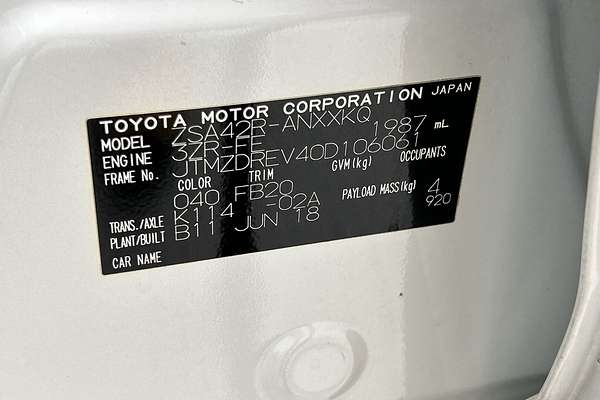 TOYOTA MOTOR CORPORATION JAPAN
MODEL ZSA42R-ANXXKQ
ENGINE 3ZR-FE 1987 mL
FRAME No. JTMZDREV40D106061
COLOR TRIM GVM(kg) OCCUPANTS
040 FB20 4
TRANS./AXLE K114 -02A PAYLOAD MASS(kg) 920
PLANT/BUILT B11 JUN 18
CAR NAME